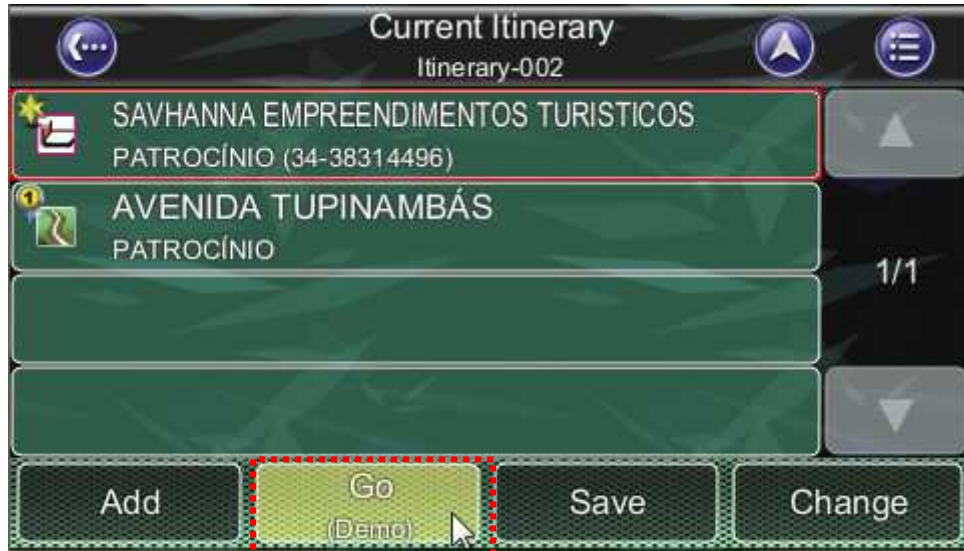 Current Itinerary
Itinerary-002
SAVHANNA EMPREENDIMENTOS TURISTICOS
PATROCÍNIO (34-38314496)
1
AVENIDA TUPINAMBÁS
PATROCÍNIO
1/1
Add
Go
(Demo)
Save
Change